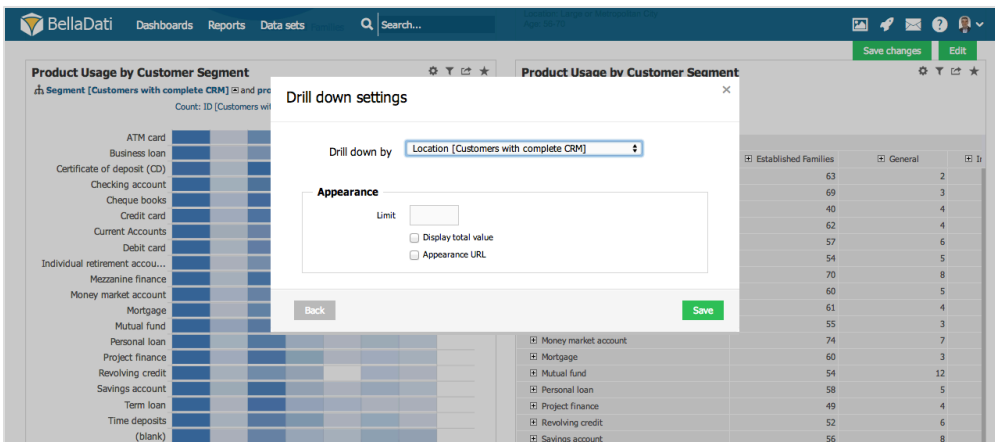 BellaDati Dashboards Reports Data sets Search...
Save changes Edit
Product Usage by Customer Segment
Segment [Customers with complete CRM] and pro
Count: ID [Customers wit
ATM card
Business loan
Certificate of deposit (CD)
Checking account
Cheque books
Credit card
Current Accounts
Debit card
Individual retirement accou...
Mezzanine finance
Money market account
Mortgage
Mutual fund
Personal loan
Project finance
Revolving credit
Savings account
Term loan
Time deposits
(blank)
Drill down settings ×
Drill down by Location [Customers with complete CRM]
Appearance
Limit
Display total value
Appearance URL
Back Save
Product Usage by Customer Segment
Established Families General
63 2
69 3
40 4
62 4
57 6
54 5
70 8
60 5
61 4
55 3
Money market account 74 7
Mortgage 60 3
Mutual fund 54 12
Personal loan 58 5
Project finance 49 4
Revolving credit 52 6
Savings account 56 8